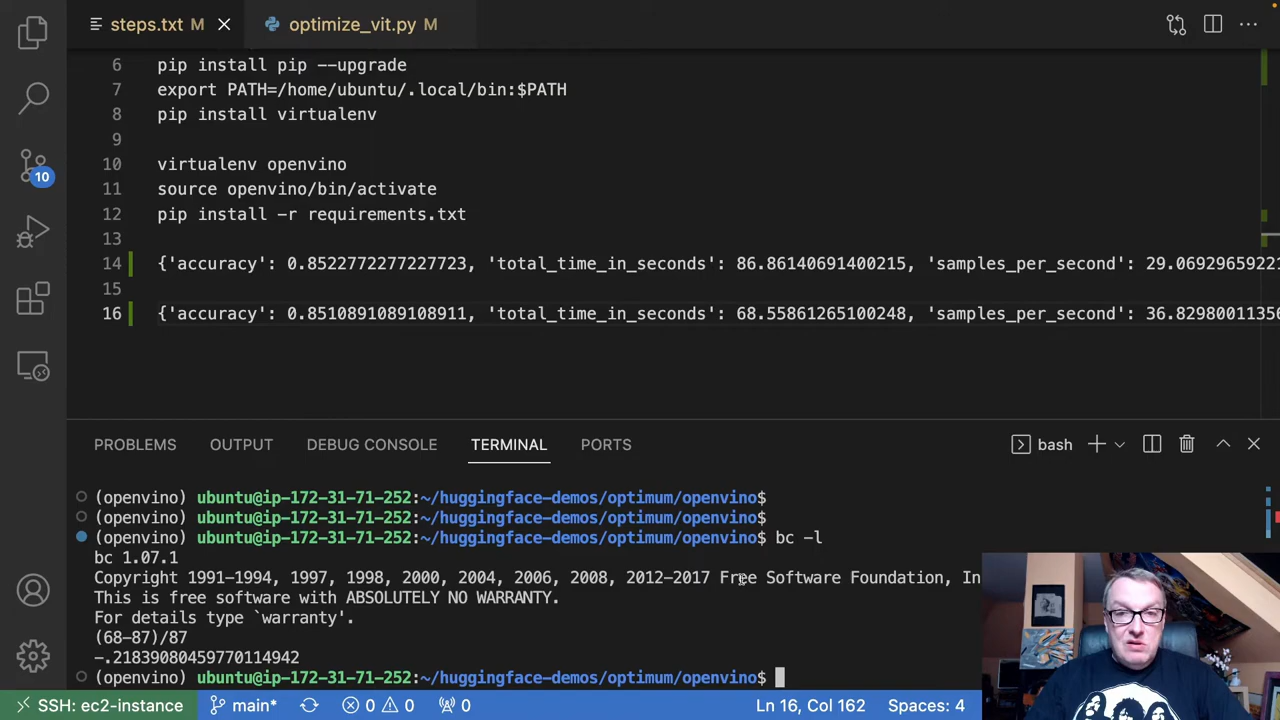 steps.txt M
optimize_vit.py M
6 pip install pip --upgrade
7 export PATH=/home/ubuntu/.local/bin:$PATH
8 pip install virtualenv
9
10 virtualenv openvino
11 source openvino/bin/activate
12 pip install -r requirements.txt
13
14 {'accuracy': 0.8522772277227723, 'total_time_in_seconds': 86.86140691400215, 'samples_per_second': 29.069296592
15
16 {'accuracy': 0.8510891089108911, 'total_time_in_seconds': 68.55861265100248, 'samples_per_second': 36.829800113
10
PROBLEMS OUTPUT DEBUG CONSOLE TERMINAL PORTS bash
(openvino) ubuntu@ip-172-31-71-252:~/huggingface-demos/optimum/openvino$
(openvino) ubuntu@ip-172-31-71-252:~/huggingface-demos/optimum/openvino$
(openvino) ubuntu@ip-172-31-71-252:~/huggingface-demos/optimum/openvino$ bc -l
bc 1.07.1
Copyright 1991-1994, 1997, 1998, 2000, 2004, 2006, 2008, 2012-2017 Free Software Foundation, In
This is free software with ABSOLUTELY NO WARRANTY.
For details type `warranty'.
(68-87)/87
-.21839080459770114942
(openvino) ubuntu@ip-172-31-71-252:~/huggingface-demos/optimum/openvino$
SSH: ec2-instance main* 0 0 0 Ln 16, Col 162 Spaces: 4